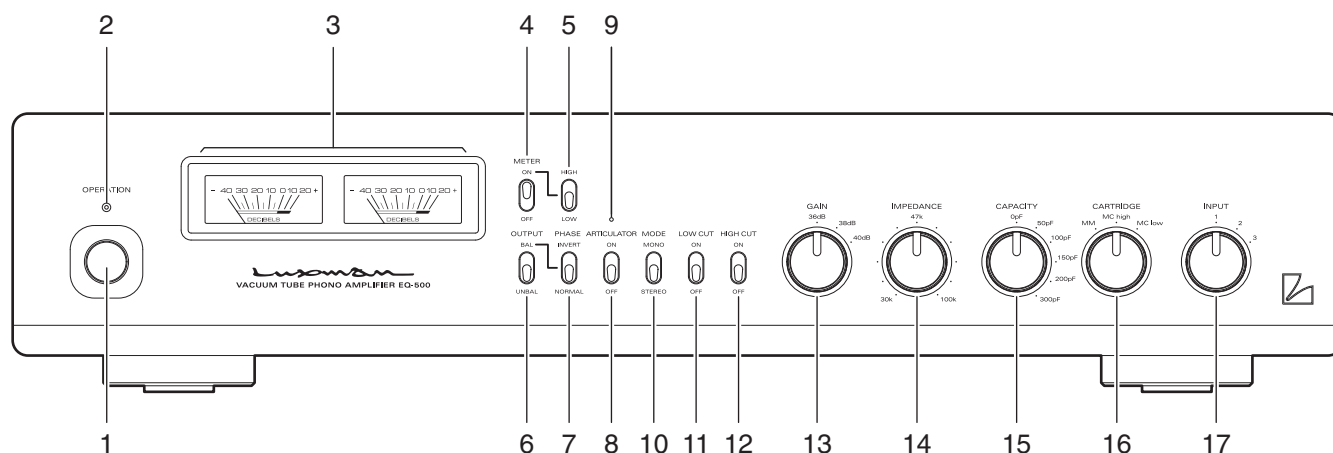 2 3 4 5 9
OPERATION
- 40 30 20 10 0 10 20 +
DECIBELS
- 40 30 20 10 0 10 20 +
DECIBELS
LUXMAN
VACUUM TUBE PHONO AMPLIFIER EQ-500
METER
ON HIGH
OFF LOW
OUTPUT PHASE ARTICULATOR MODE LOW CUT HIGH CUT
BAL INVERT ON MONO ON ON
UNBAL NORMAL OFF STEREO OFF OFF
GAIN
36dB
38dB
40dB
IMPEDANCE
47k
30k 100k
CAPACITY
0pF
50pF
100pF
150pF
200pF
300pF
CARTRIDGE
MM MC high MC low
INPUT
1
2
3
1 6 7 8 10 11 12 13 14 15 16 17